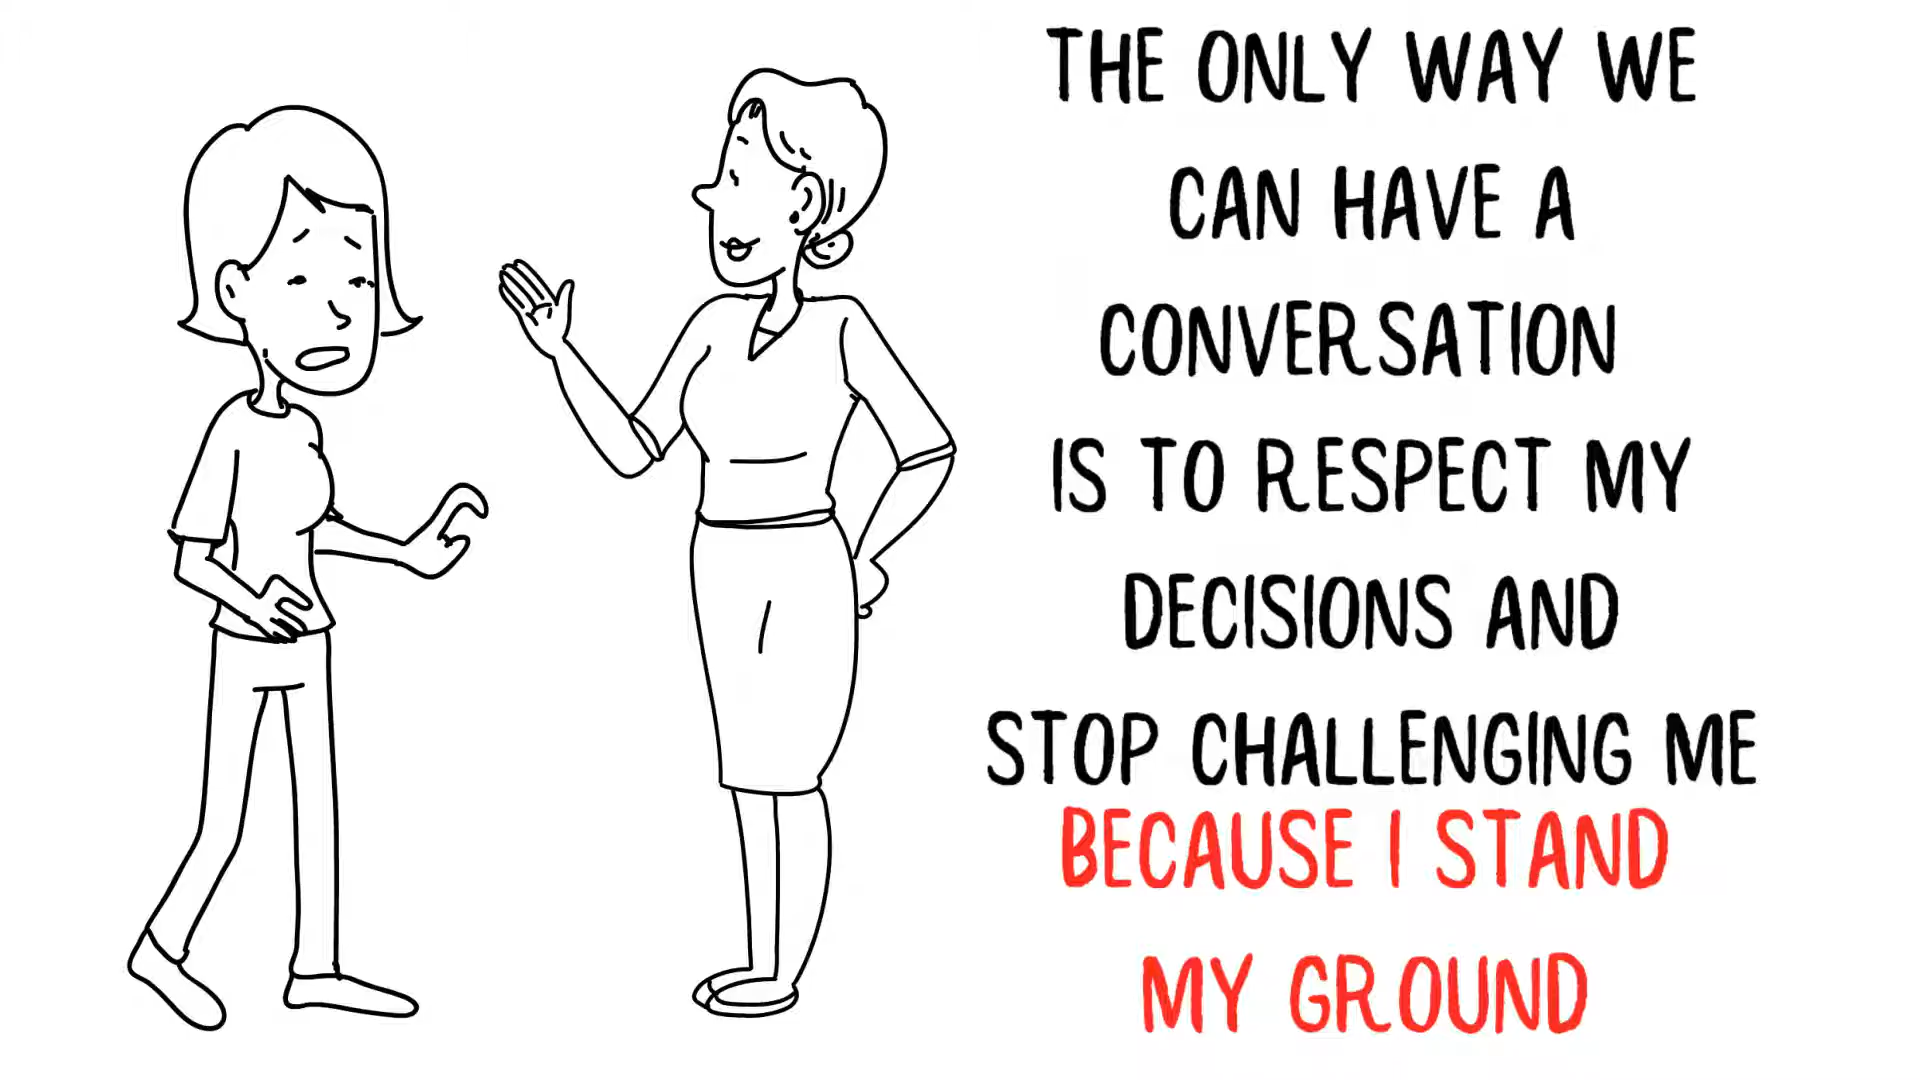 THE ONLY WAY WE
CAN HAVE A
CONVERSATION
IS TO RESPECT MY
DECISIONS AND
STOP CHALLENGING ME
BECAUSE I STAND
MY GROUND